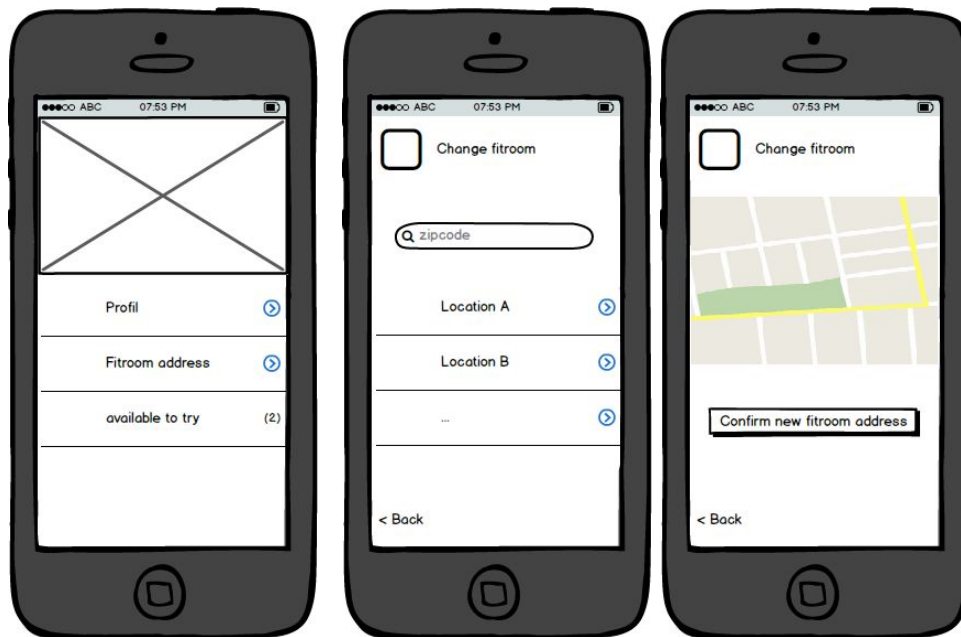 ABC 07:53 PM
Profil
Fitroom address
available to try (2)
ABC 07:53 PM
Change fitroom
zipcode
Location A
Location B
...
< Back
ABC 07:53 PM
Change fitroom
Confirm new fitroom address
< Back